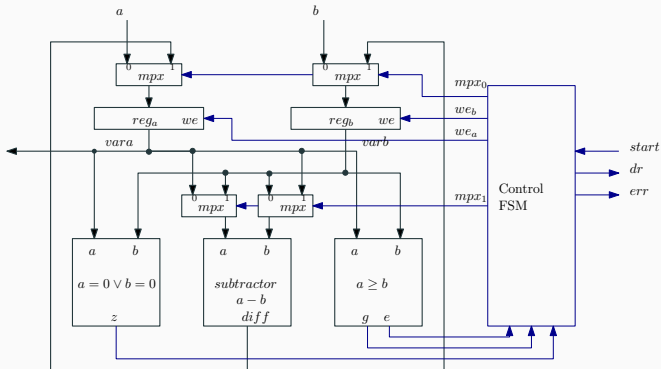 a b
0 1 0 1
mpx mpx
mpx₀
reg_a we reg_b we
we_b
we_a
vara varb
start
dr
err
0 1 0 1
mpx mpx
mpx₁
Control
FSM
a b a b a b
a = 0 ∨ b = 0 subtractor a ≥ b
a − b
z diff g e